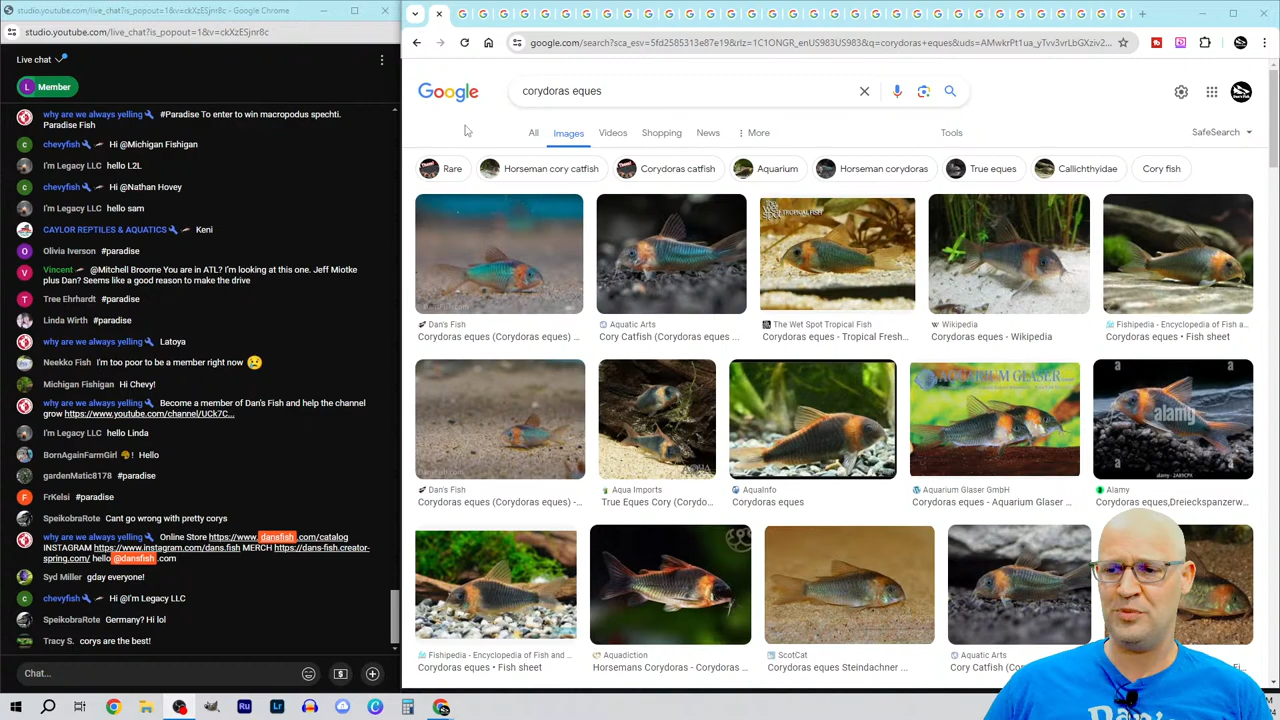 studio.youtube.com/live_chat?is_popout=1&v=ckXzESJnr8c - Google Chrome
studio.youtube.com/live_chat?is_popout=1&v=ckXzESJnr8c
Live chat
L Member
why are we always yelling #Paradise To enter to win macropodus spechti.
Paradise Fish
chevyfish Hi @Michigan Fishigan
I'm Legacy LLC hello L2L
chevyfish Hi @Nathan Hovey
I'm Legacy LLC hello sam
CAYLOR REPTILES & AQUATICS Keni
Olivia Iverson #paradise
Vincent @Mitchell Broome You are in ATL? I'm looking at this one. Jeff Miotke
plus Dan? Seems like a good reason to make the drive
Tree Ehrhardt #paradise
Linda Wirth #paradise
why are we always yelling Latoya
Neekko Fish I'm too poor to be a member right now
Michigan Fishigan Hi Chevy!
why are we always yelling Become a member of Dan's Fish and help the channel
grow https://www.youtube.com/channel/UCk7C...
I'm Legacy LLC hello Linda
BornAgainFarmGirl ! Hello
gardenMatic8178 #paradise
FrKelsi #paradise
SpeikobraRote Cant go wrong with pretty corys
why are we always yelling Online Store https://www. dansfish .com/catalog
INSTAGRAM https://www.instagram.com/dans.fish MERCH https://dans-fish.creator-
spring.com/ hello @dansfish .com
Syd Miller gday everyone!
chevyfish Hi @I'm Legacy LLC
SpeikobraRote Germany? Hi lol
Tracy S. corys are the best!
Chat...
google.com/search?sca_esv=5fd2585313e87e19&rlz=1C1ONGR_enUS983US983&q=corydoras+eques&uds=AMwkrPt1ua_yTvv3rLbGXziv2...
Google
corydoras eques
All Images Videos Shopping News More Tools SafeSearch
Rare Horseman cory catfish Corydoras catfish Aquarium Horseman corydoras True eques Callichthyidae Cory fish
Dan's Fish Aquatic Arts The Wet Spot Tropical Fish Wikipedia Fishipedia - Encyclopedia of Fish a...
Corydoras eques (Corydoras eques) ... Cory Catfish (Corydoras eques ... Corydoras eques - Tropical Fresh... Corydoras eques - Wikipedia Corydoras eques • Fish sheet
AQUARIUM GLASER
alamy
Dan's Fish Aqua Imports AquaInfo Aquarium Glaser GmbH Alamy
Corydoras eques (Corydoras eques) -... True Eques Cory (Corydo... Corydoras eques Corydoras eques - Aquarium Glaser ... Corydoras eques,Dreieckspanzerw...
Fishipedia - Encyclopedia of Fish and ... Aquadiction ScotCat Aquatic Arts
Corydoras eques • Fish sheet Horsemans Corydoras - Corydoras ... Corydoras eques Steindachner ... Cory Catfish
Dan's